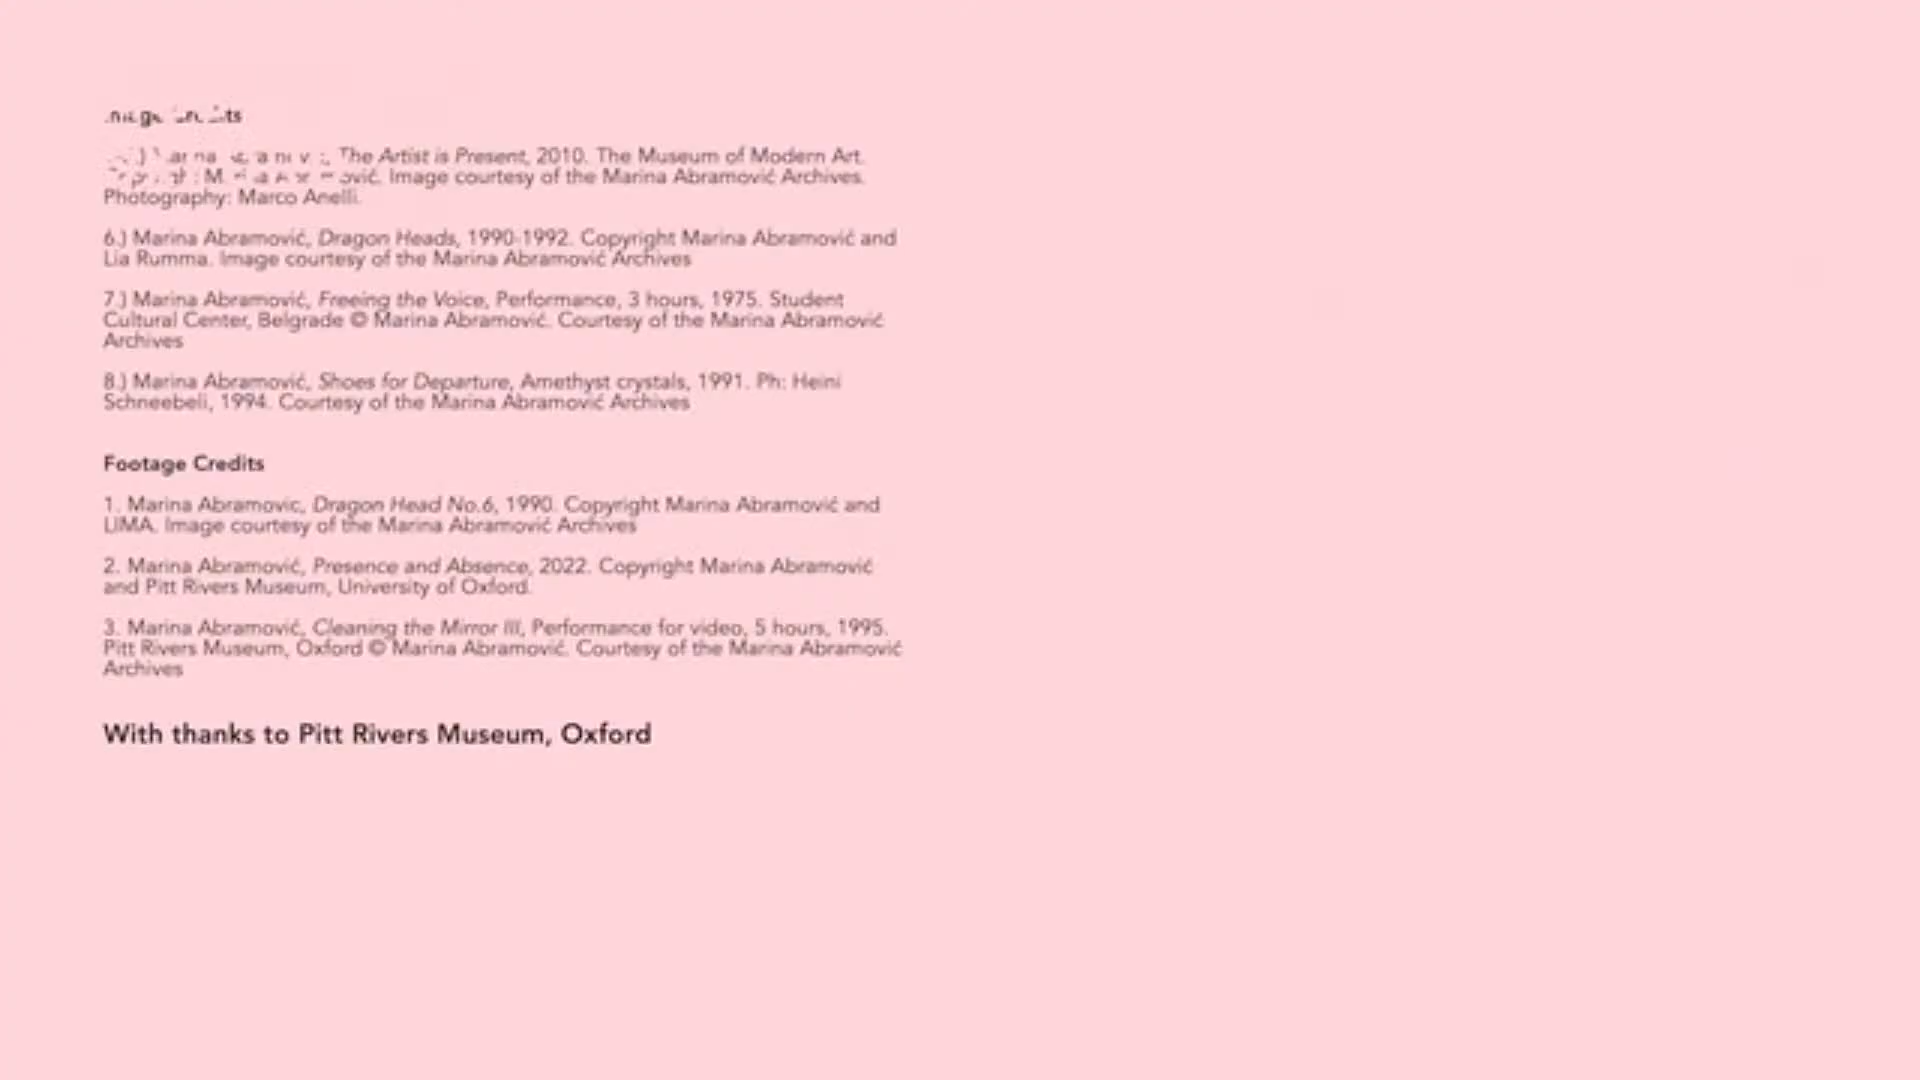 The Artist is Present, 2010. The Museum of Modern Art.
Image courtesy of the Marina Abramović Archives.
Photography: Marco Anelli.
6.) Marina Abramović, Dragon Heads, 1990-1992. Copyright Marina Abramović and
Lia Rumma. Image courtesy of the Marina Abramović Archives
7.) Marina Abramović, Freeing the Voice, Performance, 3 hours, 1975. Student
Cultural Center, Belgrade © Marina Abramović. Courtesy of the Marina Abramović
Archives
8.) Marina Abramović, Shoes for Departure, Amethyst crystals, 1991. Ph: Heini
Schneebeli, 1994. Courtesy of the Marina Abramović Archives
Footage Credits
1. Marina Abramovic, Dragon Head No.6, 1990. Copyright Marina Abramović and
LIMA. Image courtesy of the Marina Abramović Archives
2. Marina Abramović, Presence and Absence, 2022. Copyright Marina Abramović
and Pitt Rivers Museum, University of Oxford.
3. Marina Abramović, Cleaning the Mirror III, Performance for video, 5 hours, 1995.
Pitt Rivers Museum, Oxford © Marina Abramović. Courtesy of the Marina Abramović
Archives
With thanks to Pitt Rivers Museum, Oxford